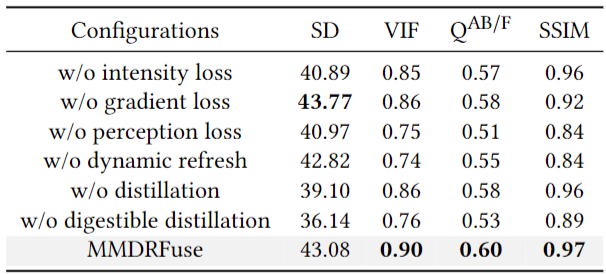 Configurations SD VIF Q^AB/F SSIM
w/o intensity loss 40.89 0.85 0.57 0.96
w/o gradient loss 43.77 0.86 0.58 0.92
w/o perception loss 40.97 0.75 0.51 0.84
w/o dynamic refresh 42.82 0.74 0.55 0.84
w/o distillation 39.10 0.86 0.58 0.96
w/o digestible distillation 36.14 0.76 0.53 0.89
MMDRFuse 43.08 0.90 0.60 0.97